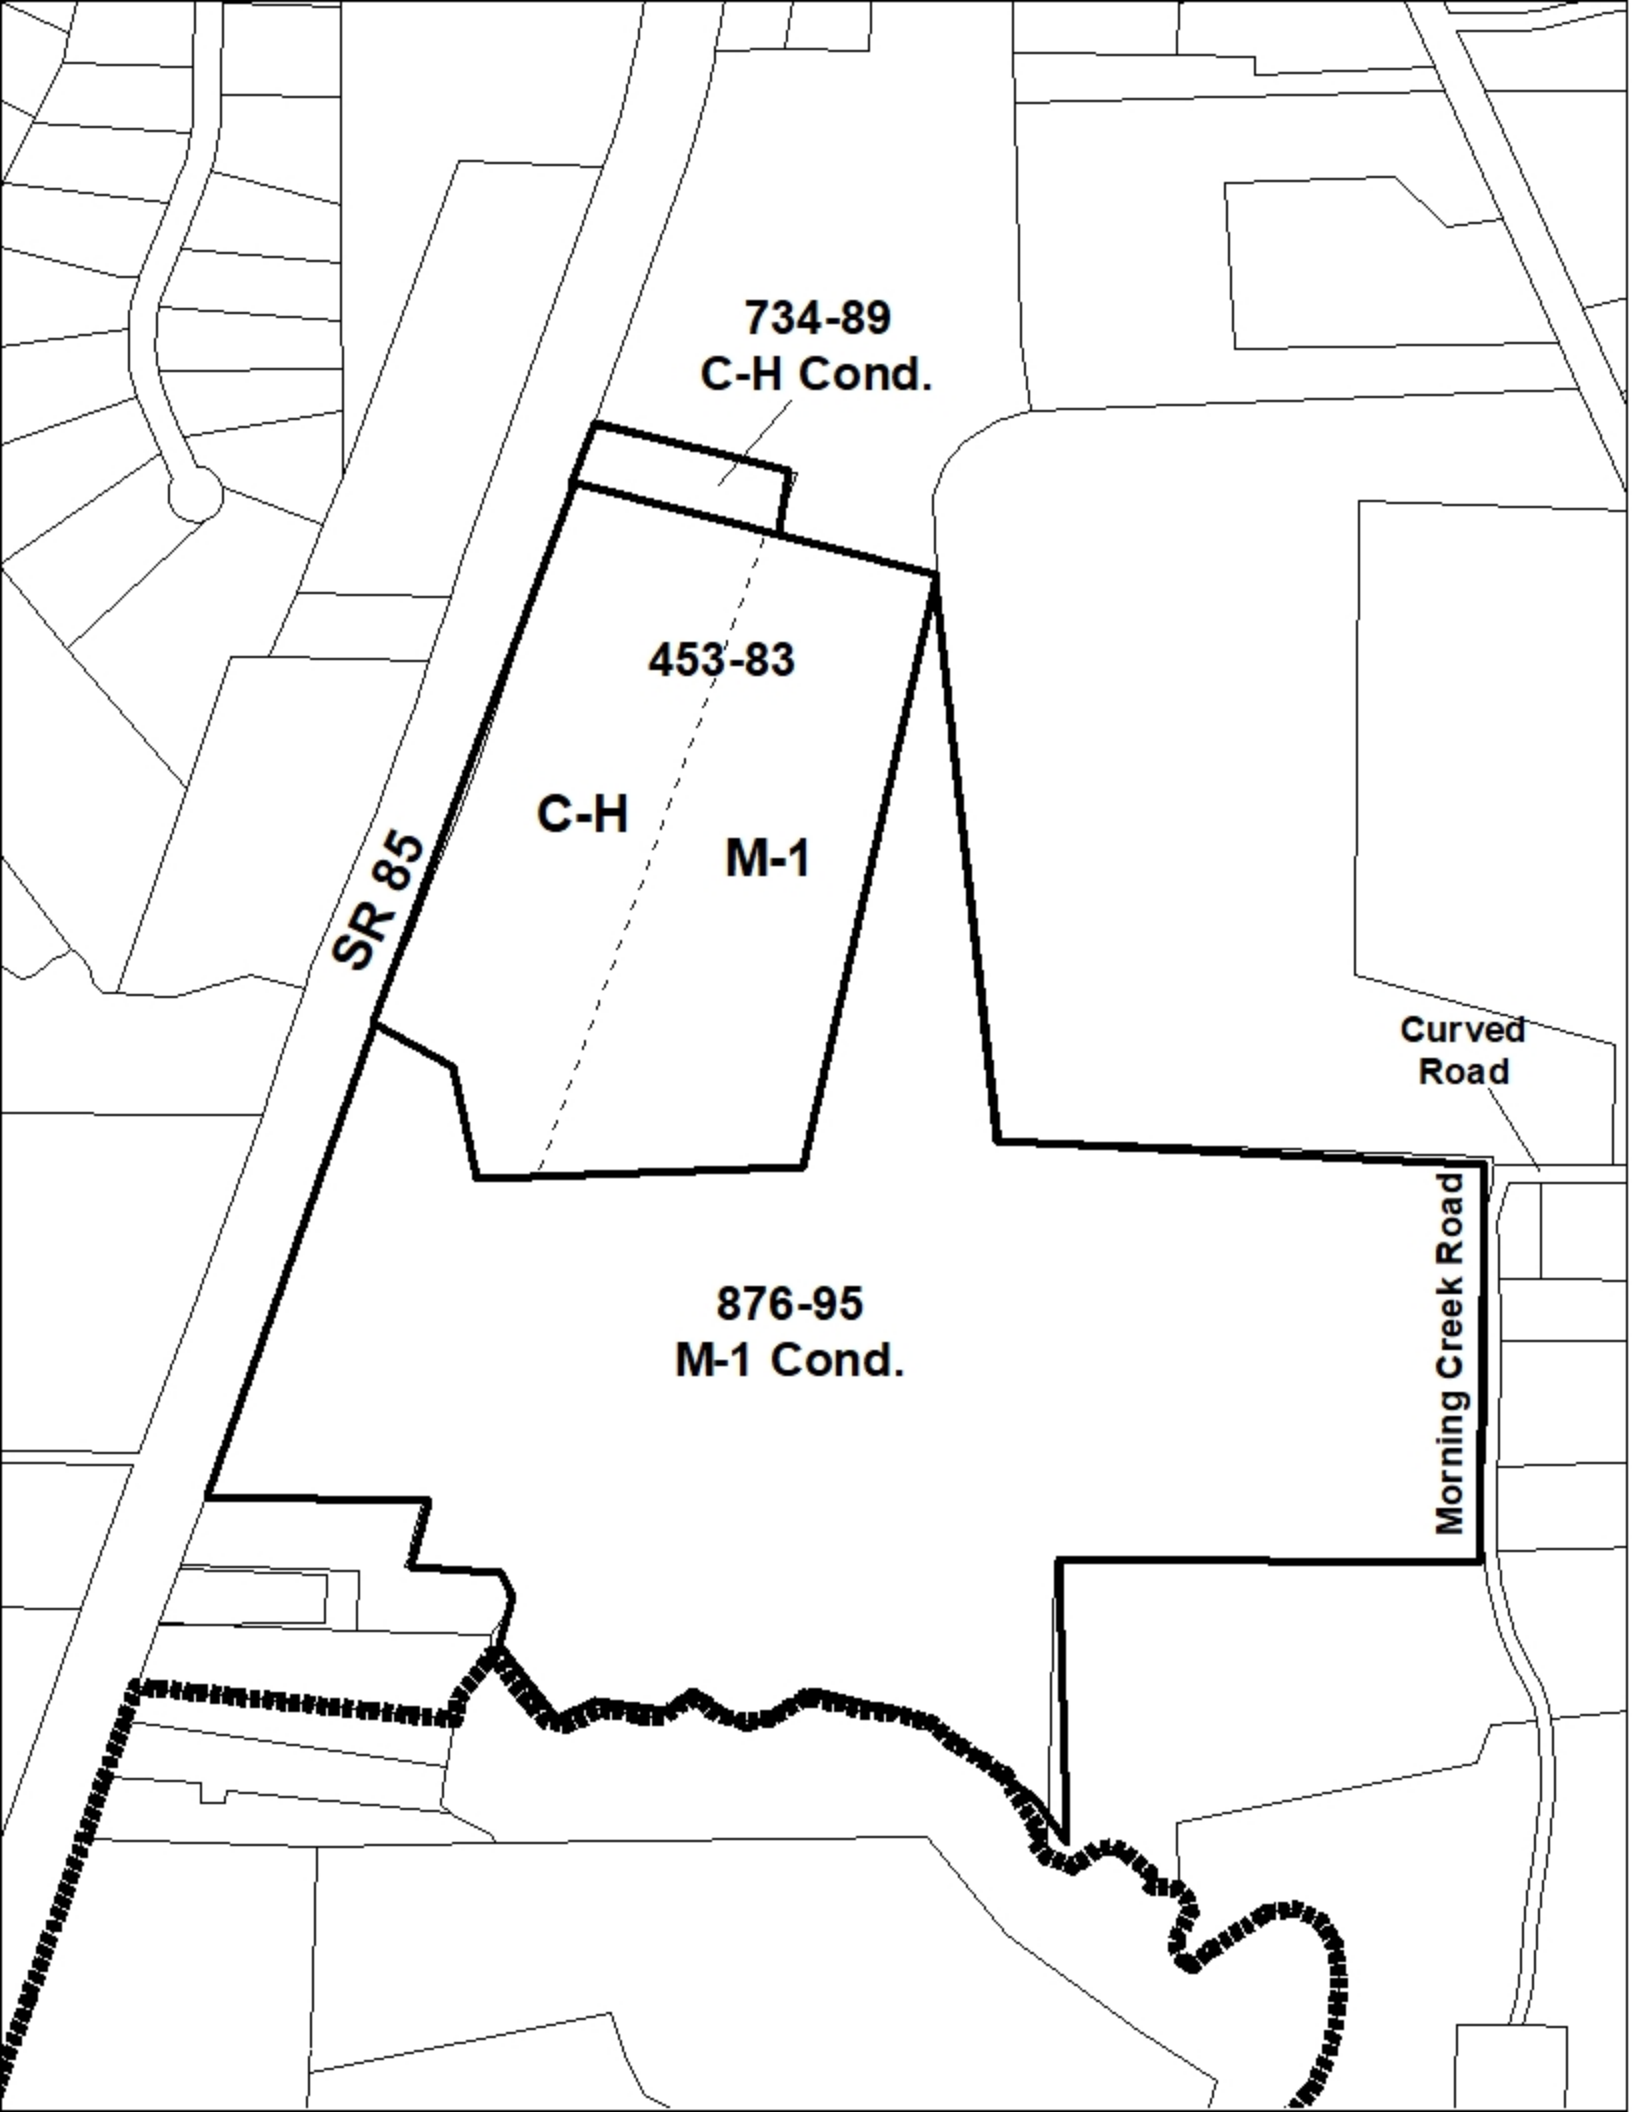 734-89
C-H Cond.
453-83
C-H
M-1
SR 85
Curved
Road
Morning Creek Road
876-95
M-1 Cond.